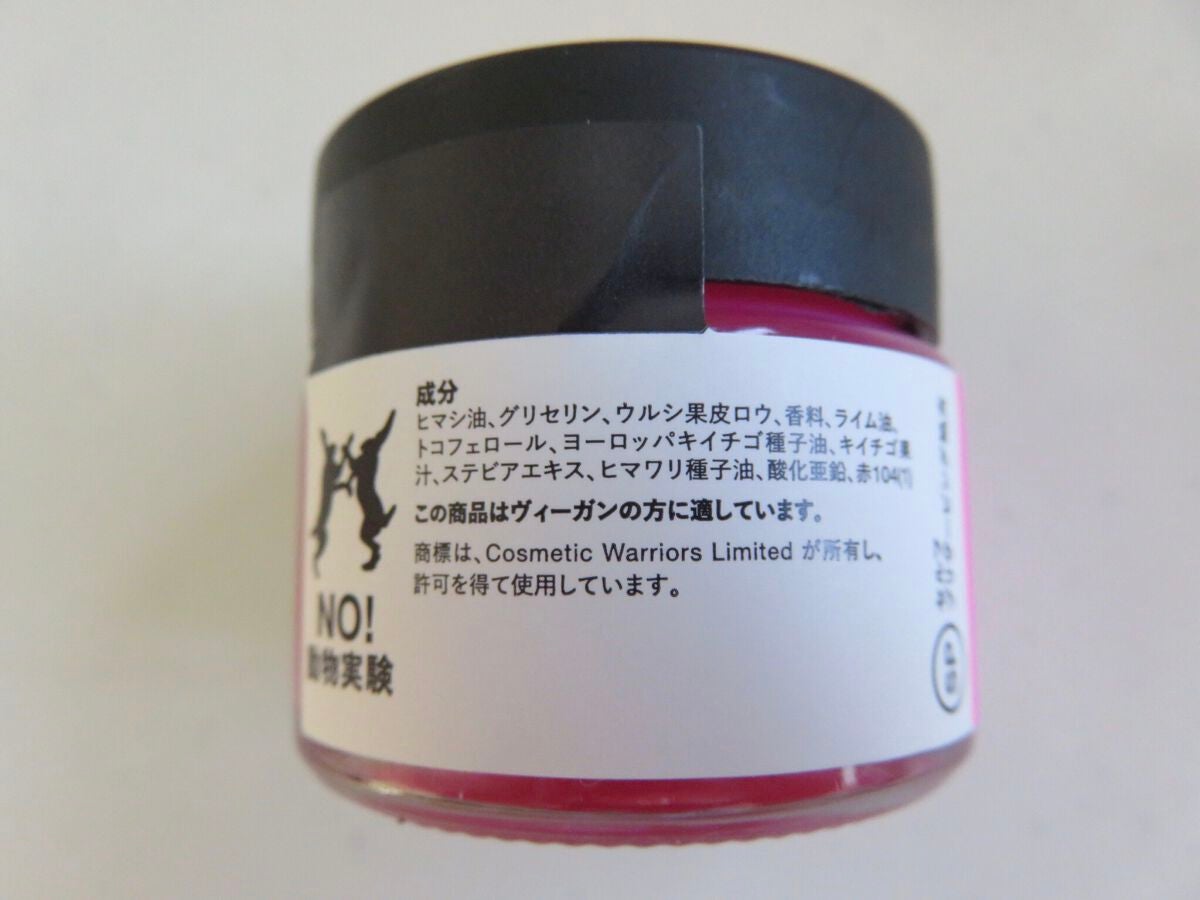 成分
ヒマシ油、グリセリン、ウルシ果皮ロウ、香料、ライム油、
トコフェロール、ヨーロッパキイチゴ種子油、キイチゴ果
汁、ステビアエキス、ヒマワリ種子油、酸化亜鉛、赤104(1)
この商品はヴィーガンの方に適しています。
商標は、Cosmetic Warriors Limited が所有し、
許可を得て使用しています。
NO!
動物実験